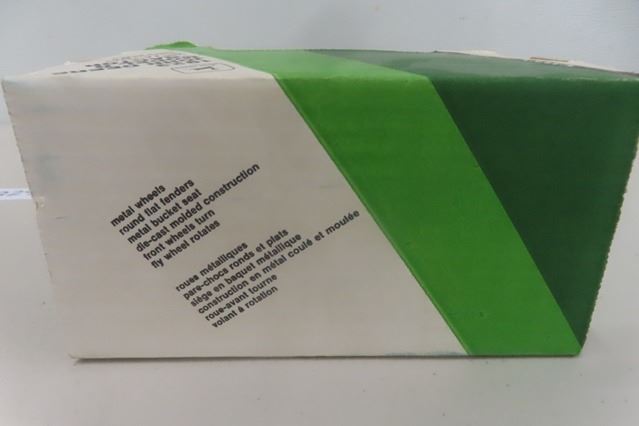 metal wheels
round flat fenders
metal bucket seat
die-cast molded construction
front wheels turn
fly wheel rotates
roues métalliques
pare-chocs ronds et plats
siège en baquet métallique
construction en métal coulé et moulée
roue-avant tourne
volant à rotation